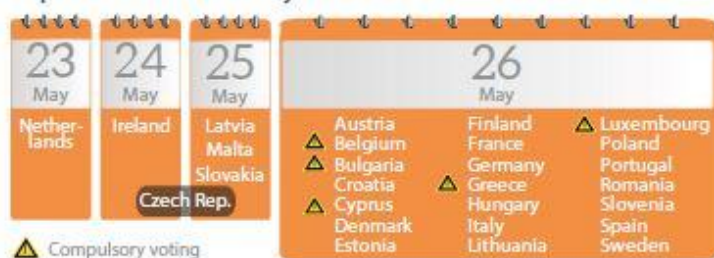 23
May
Nether-
lands
24
May
Ireland
25
May
Latvia
Malta
Slovakia
Czech Rep.
26
May
Austria
Belgium
Bulgaria
Croatia
Cyprus
Denmark
Estonia
Finland
France
Germany
Greece
Hungary
Italy
Lithuania
Luxembourg
Poland
Portugal
Romania
Slovenia
Spain
Sweden
Compulsory voting